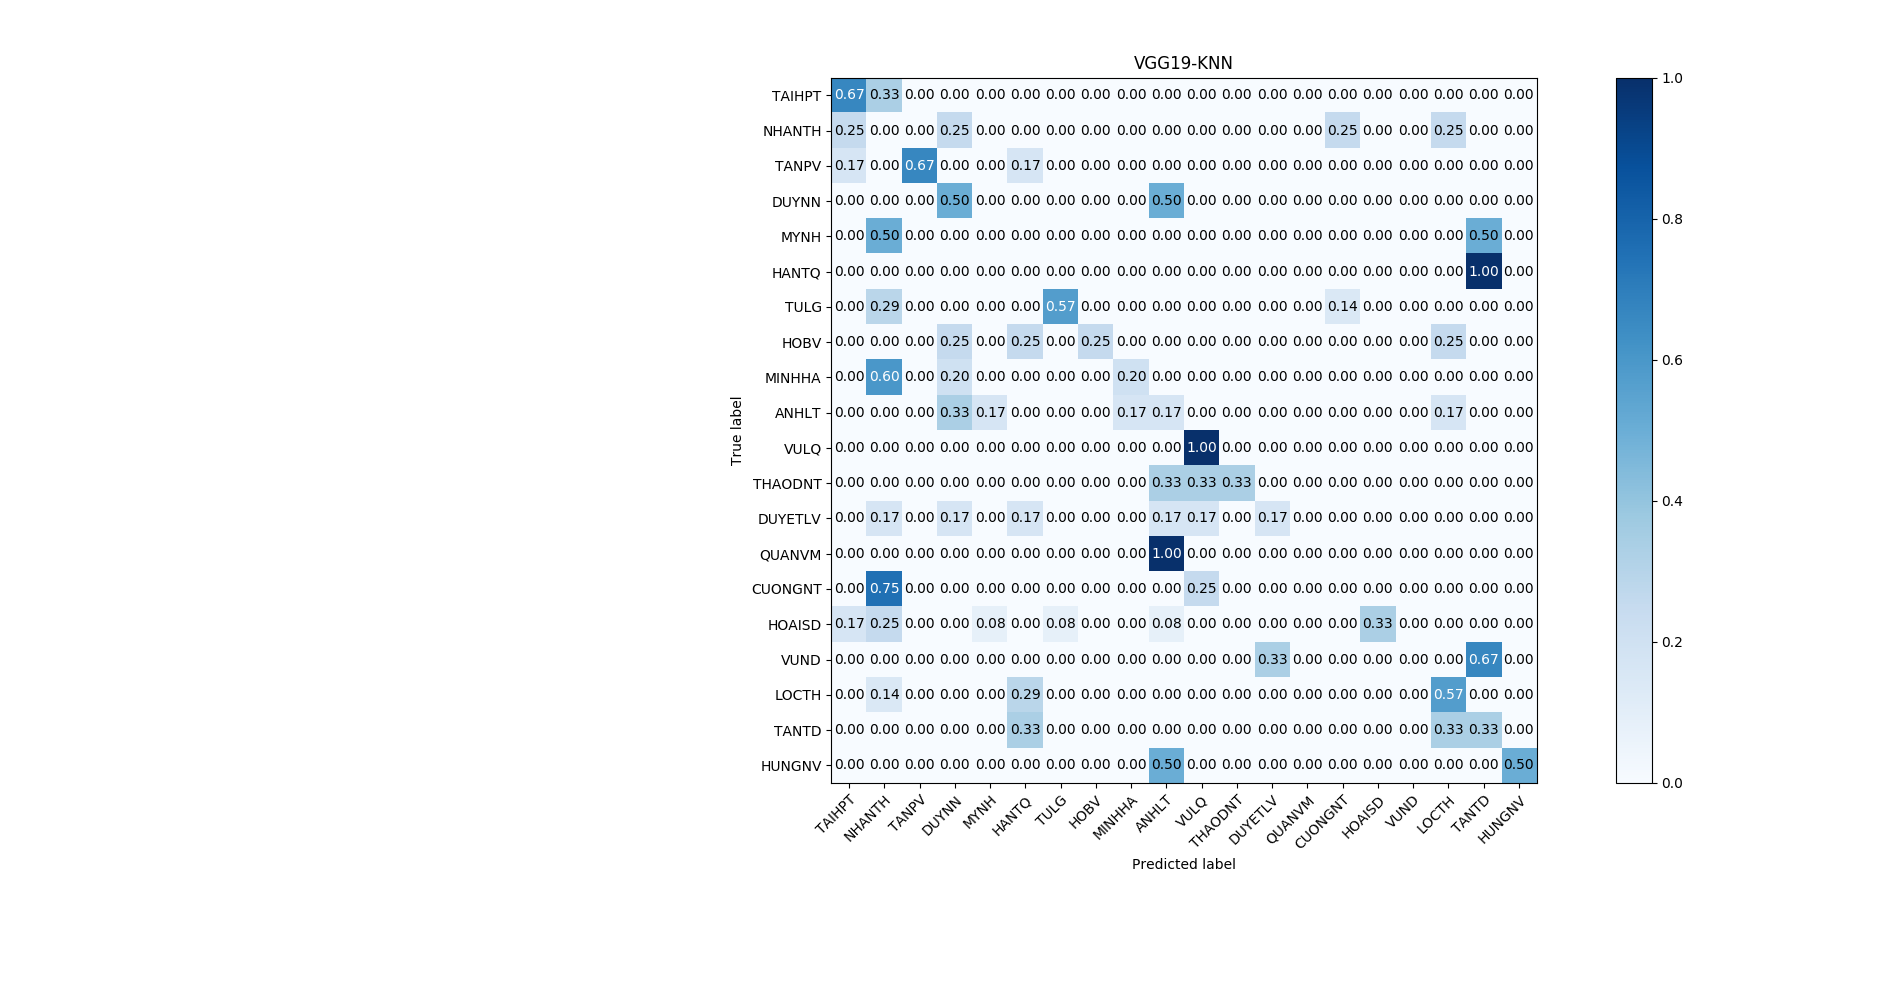 VGG19-KNN
TAIHPT 0.67 0.33 0.00 0.00 0.00 0.00 0.00 0.00 0.00 0.00 0.00 0.00 0.00 0.00 0.00 0.00 0.00 0.00 0.00 0.00 1.0
NHANTH 0.25 0.00 0.00 0.25 0.00 0.00 0.00 0.00 0.00 0.00 0.00 0.00 0.00 0.00 0.25 0.00 0.00 0.25 0.00 0.00
TANPV 0.17 0.00 0.67 0.00 0.00 0.17 0.00 0.00 0.00 0.00 0.00 0.00 0.00 0.00 0.00 0.00 0.00 0.00 0.00 0.00
DUYNN 0.00 0.00 0.00 0.50 0.00 0.00 0.00 0.00 0.00 0.50 0.00 0.00 0.00 0.00 0.00 0.00 0.00 0.00 0.00 0.00
0.8
MYNH 0.00 0.50 0.00 0.00 0.00 0.00 0.00 0.00 0.00 0.00 0.00 0.00 0.00 0.00 0.00 0.00 0.00 0.00 0.50 0.00
HANTQ 0.00 0.00 0.00 0.00 0.00 0.00 0.00 0.00 0.00 0.00 0.00 0.00 0.00 0.00 0.00 0.00 0.00 0.00 1.00 0.00
TULG 0.00 0.29 0.00 0.00 0.00 0.00 0.57 0.00 0.00 0.00 0.00 0.00 0.00 0.00 0.14 0.00 0.00 0.00 0.00 0.00
HOBV 0.00 0.00 0.00 0.25 0.00 0.25 0.00 0.25 0.00 0.00 0.00 0.00 0.00 0.00 0.00 0.00 0.00 0.25 0.00 0.00
0.6
MINHHA 0.00 0.60 0.00 0.20 0.00 0.00 0.00 0.00 0.20 0.00 0.00 0.00 0.00 0.00 0.00 0.00 0.00 0.00 0.00 0.00
ANHLT 0.00 0.00 0.00 0.33 0.17 0.00 0.00 0.00 0.17 0.17 0.00 0.00 0.00 0.00 0.00 0.00 0.00 0.17 0.00 0.00
True label
VULQ 0.00 0.00 0.00 0.00 0.00 0.00 0.00 0.00 0.00 0.00 1.00 0.00 0.00 0.00 0.00 0.00 0.00 0.00 0.00 0.00
THAODNT 0.00 0.00 0.00 0.00 0.00 0.00 0.00 0.00 0.00 0.33 0.33 0.33 0.00 0.00 0.00 0.00 0.00 0.00 0.00 0.00
0.4
DUYETLV 0.00 0.17 0.00 0.17 0.00 0.17 0.00 0.00 0.00 0.17 0.17 0.00 0.17 0.00 0.00 0.00 0.00 0.00 0.00 0.00
QUANVM 0.00 0.00 0.00 0.00 0.00 0.00 0.00 0.00 0.00 1.00 0.00 0.00 0.00 0.00 0.00 0.00 0.00 0.00 0.00 0.00
CUONGNT 0.00 0.75 0.00 0.00 0.00 0.00 0.00 0.00 0.00 0.00 0.25 0.00 0.00 0.00 0.00 0.00 0.00 0.00 0.00 0.00
HOAISD 0.17 0.25 0.00 0.00 0.08 0.00 0.08 0.00 0.00 0.08 0.00 0.00 0.00 0.00 0.00 0.33 0.00 0.00 0.00 0.00
0.2
VUND 0.00 0.00 0.00 0.00 0.00 0.00 0.00 0.00 0.00 0.00 0.00 0.00 0.33 0.00 0.00 0.00 0.00 0.00 0.67 0.00
LOCTH 0.00 0.14 0.00 0.00 0.00 0.29 0.00 0.00 0.00 0.00 0.00 0.00 0.00 0.00 0.00 0.00 0.00 0.57 0.00 0.00
TANTD 0.00 0.00 0.00 0.00 0.00 0.33 0.00 0.00 0.00 0.00 0.00 0.00 0.00 0.00 0.00 0.00 0.00 0.33 0.33 0.00
HUNGNV 0.00 0.00 0.00 0.00 0.00 0.00 0.00 0.00 0.00 0.50 0.00 0.00 0.00 0.00 0.00 0.00 0.00 0.00 0.00 0.50
0.0
TAIHPT NHANTH TANPV DUYNN MYNH HANTQ TULG HOBV MINHHA ANHLT VULQ THAODNT DUYETLV QUANVM CUONGNT HOAISD VUND LOCTH TANTD HUNGNV
Predicted label